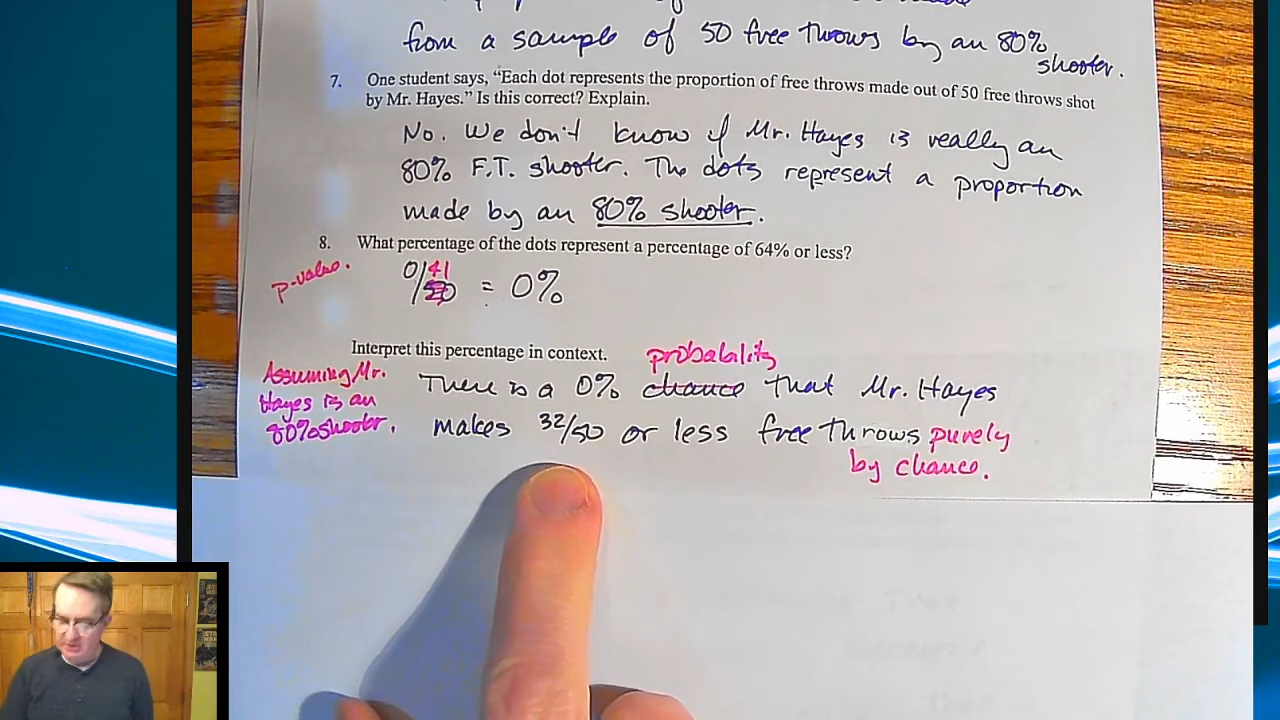 from a sample of 50 free throws by an 80%
shooter.
7. One student says, “Each dot represents the proportion of free throws made out of 50 free throws shot
by Mr. Hayes.” Is this correct? Explain.
No. We don't know if Mr. Hayes is really an
80% F.T. shooter. The dots represent a proportion
made by an 80% shooter.
8. What percentage of the dots represent a percentage of 64% or less?
p-value.
0/41 = 0%
Interpret this percentage in context.
probability
Assuming Mr.
Hayes is an
80% shooter.
There is a 0% chance that Mr. Hayes
makes 32/50 or less free throws purely
by chance.